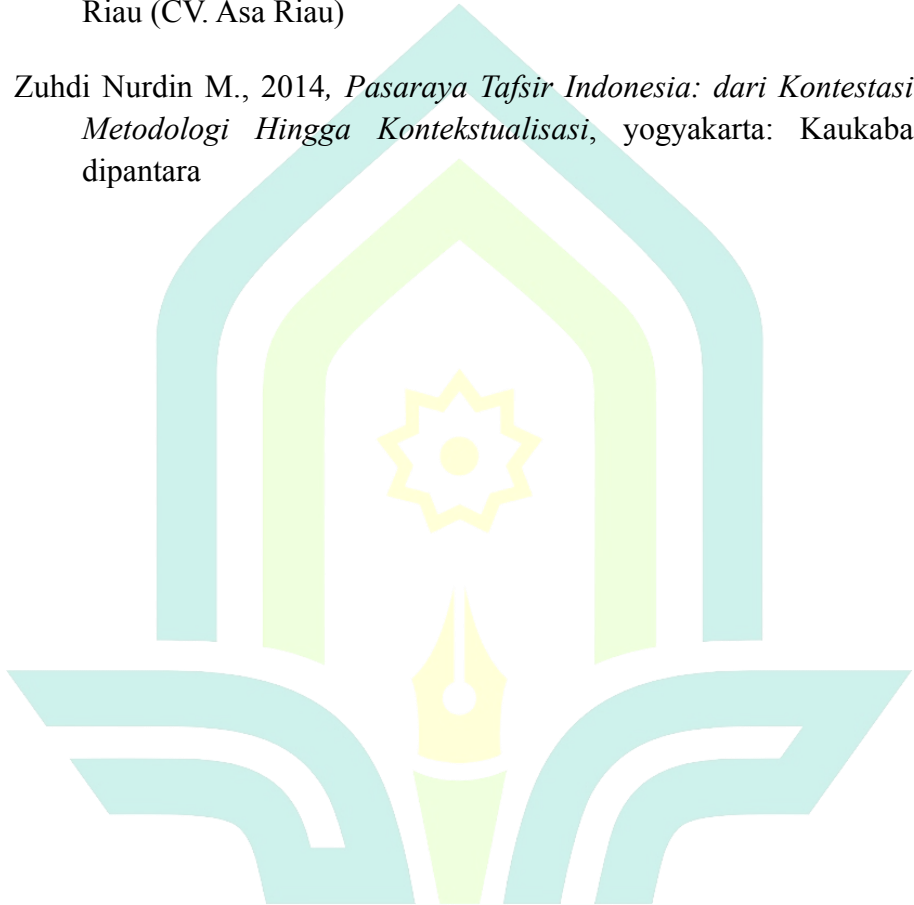 Riau (CV. Asa Riau)
Zuhdi Nurdin M., 2014, Pasaraya Tafsir Indonesia: dari Kontestasi
Metodologi Hingga Kontekstualisasi, yogyakarta: Kaukaba
dipantara